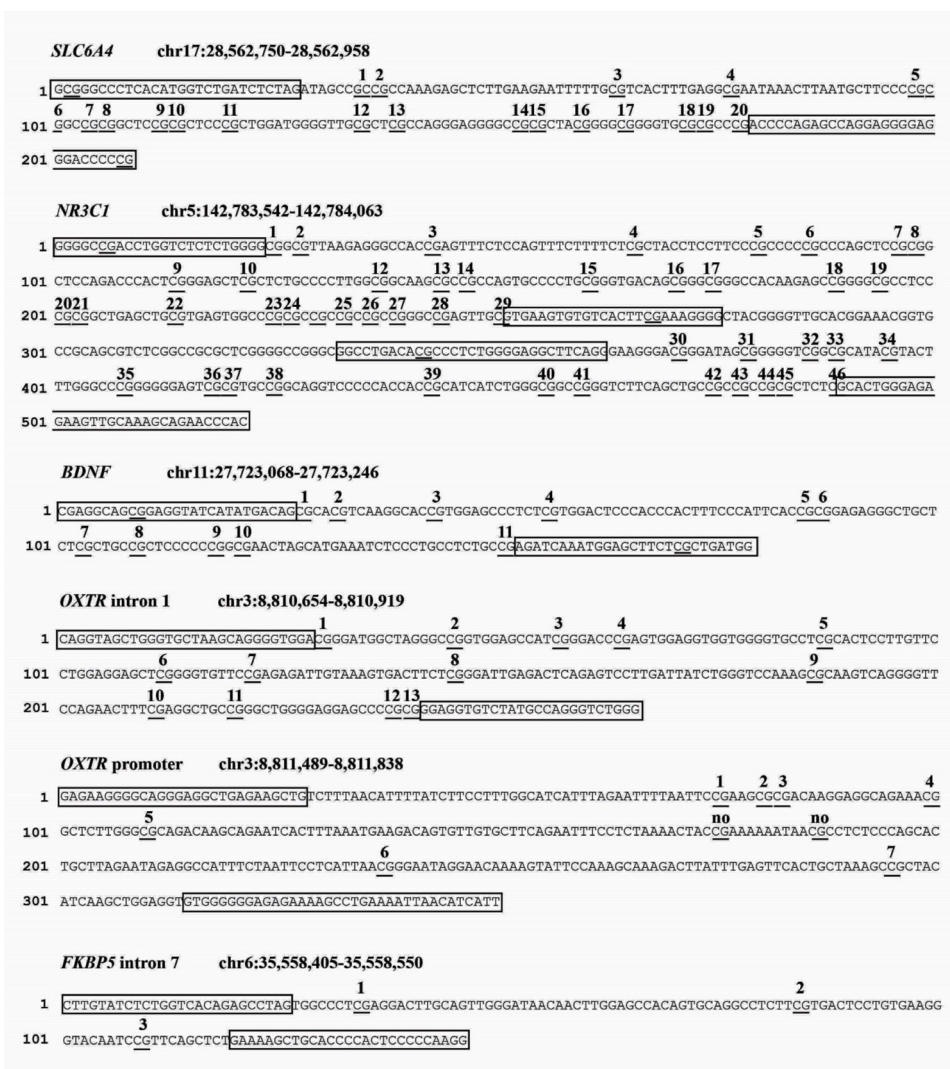 SLC6A4 chr17:28,562,750-28,562,958
1 2 3 4 5
1 GCGGGCCCTCACATGGTCTGATCTCTAGATAGCCGCCCGCCAAAGAGCTCTTGAAGAATTTTTGCGTCACTTTGAGGCGAATAAACTTAATGCTTCCCCGC
6 7 8 9 10 11 12 13 14 15 16 17 18 19 20
101 GGCCGCGGCTCCGCGCTCCCGCTGGATGGGGTTGCGCTCGCCAGGGAGGGGCCGCGCTACGGGGCGGGGTGCGCGCCCGACCCCAGAGCCAGGAGGGGAG
201 GGACCCCCCG
NR3C1 chr5:142,783,542-142,784,063
1 2 3 4 5 6 7 8
1 GGGGCCGACCTGGTCTCTCTGGGGCGGCGTTAAGAGGGCCACCGAGTTTCTCCAGTTTCTTTTCTCGCTACCTCCTTCCCGCCCCCGCCCAGCTCCGCGG
9 10 11 12 13 14 15 16 17 18 19
101 CTCCAGACCCACTCGGGAGCTCGCTCTGCCCCTTGGCGGCAAGCGCCGCCAGTGCCCCTGCGGGTGACAGCGGGCGGGCCACAAGAGCCGGGGCGCCTCC
20 21 22 23 24 25 26 27 28 29
201 CGCGGCTGAGCTGCGTGAGTGGCCCGCGCCGCCGCCGCCGGGCCGAGTTGCGTGAAGTGTGTCACTTCGAAAGGGGCTACGGGGTTGCACGGAAACGGTG
30 31 32 33 34
301 CCGCAGCGTCTCGGCCGCGCTCGGGGCCGGGCGGCCTGACACGCCCTCTGGGGAGGCTTCAGGGAAGGGACGGGATAGCGGGGGTCGGCGCATACGTACT
35 36 37 38 39 40 41 42 43 44 45 46
401 TTGGGCCCGGGGGGAGTCGCGTGCCGGCAGGTCCCCCACCACCGCATCATCTGGGCGGCCGGGTCTTCAGCTGCCGCCGCCGCGCTCTCGCACTGGGAGA
501 GAAGTTGCAAAGCAGAACCCAC
BDNF chr11:27,723,068-27,723,246
1 2 3 4 5 6
1 CGAGGCAGCGGAGGTATCATATGACAGCGCACGTCAAGGCACCGTGGAGCCCTCTCGTGGACTCCCACCCACTTTCCCATTCACCGCGGAGAGGGCTGCT
7 8 9 10 11
101 CTCGCTGCCGCTCCCCCCCGGCGAACTAGCATGAAATCTCCCTGCCTCTGCCGAGATCAAATGGAGCTTCTCGCTGATGG
OXTR intron 1 chr3:8,810,654-8,810,919
1 2 3 4 5
1 CAGGTAGCTGGGTGCTAAGCAGGGGTGGACGGGATGGCTAGGGCCGGTGGAGCCATCGGGACCCGAGTGGAGGTGGTGGGGTGCCTCGCACTCCTTGTTC
6 7 8 9
101 CTGGAGGAGCTCGGGGTGTTCCGAGAGATTGTAAAGTGACTTCTCGGGATTGAGACTCAGAGTCCTTGATTATCTGGGTCCAAAGCGCAAGTCAGGGGTT
10 11 12 13
201 CCAGAACTTTCGAGGCTGCCGGGCTGGGGAGGAGCCCCGCGGGAGGTGTCTATGCCAGGGTCTGGG
OXTR promoter chr3:8,811,489-8,811,838
1 2 3 4
1 GAGAAGGGGCAGGGAGGCTGAGAAGCTGTCTTTAACATTTTATCTTCCTTTGGCATCATTTAGAATTTTAATTCCGAAGCGCGACAAGGAGGCAGAAACG
5 no no
101 GCTCTTGGGCGCAGACAAGCAGAATCACTTTAAATGAAGACAGTGTTGTGCTTCAGAATTTCCTCTAAAACTACCGAAAAAATAACGCCTCTCCCAGCAC
6 7
201 TGCTTAGAATAGAGGCCATTTCTAATTCCTCATTAACGGGAATAGGAACAAAAGTATTCCAAAGCAAAGACTTATTTGAGTTCACTGCTAAAGCCGCTAC
301 ATCAAGCTGGAGGTGTGGGGGGAGAGAAAAGCCTGAAAATTAACATCATT
FKBP5 intron 7 chr6:35,558,405-35,558,550
1 2
1 CTTGTATCTCTGGTCACAGAGCCTAGTGGCCCTCGAGGACTTGCAGTTGGGATAACAACTTGGAGCCACAGTGCAGGCCTCTTCGTGACTCCTGTGAAGG
3
101 GTACAATCCGTTCAGCTCTGAAAAGCTGCACCCCACTCCCCCAAGG